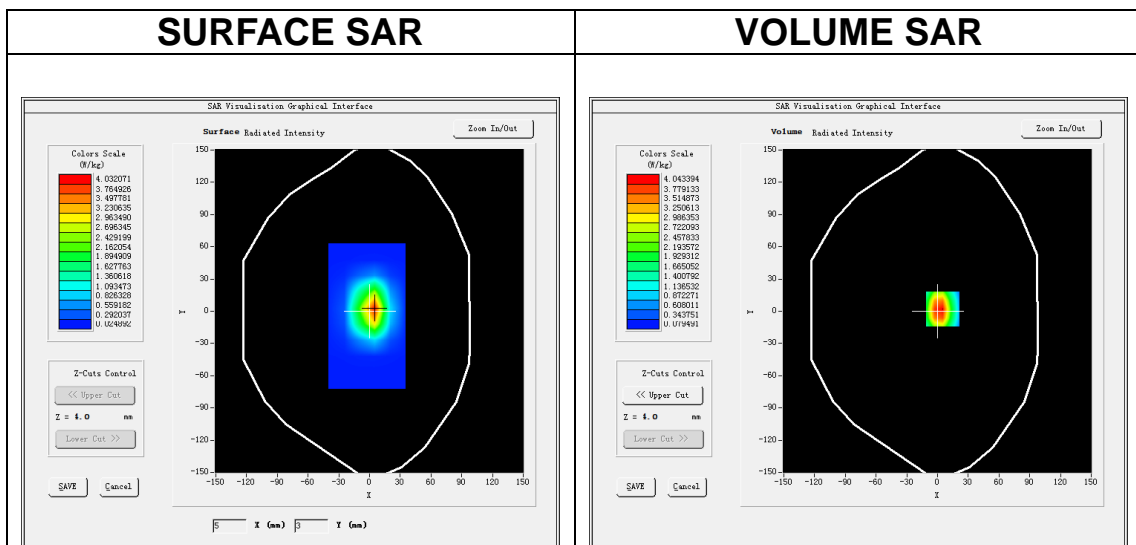 SURFACE SAR
VOLUME SAR
SAR Visualisation Graphical Interface
Surface Radiated Intensity
Zoom In/Out
Colors Scale
(W/kg)
4.032071
3.764926
3.497781
3.230635
2.963490
2.696345
2.429199
2.162054
1.894909
1.627763
1.360618
1.093473
0.826328
0.559182
0.292037
0.024892
150
120
90
60
30
0
-30
-60
-90
-120
-150
Y
-150 -120 -90 -60 -30 0 30 60 90 120 150
X
Z-Cuts Control
<< Upper Cut
Z = 4.0 mm
Lower Cut >>
SAVE Cancel
5 X (mm) 3 Y (mm)
SAR Visualisation Graphical Interface
Volume Radiated Intensity
Zoom In/Out
Colors Scale
(W/kg)
4.043394
3.779133
3.514873
3.250613
2.986353
2.722093
2.457833
2.193572
1.929312
1.665052
1.400792
1.136532
0.872271
0.608011
0.343751
0.079491
150
120
90
60
30
0
-30
-60
-90
-120
-150
Y
-150 -120 -90 -60 -30 0 30 60 90 120 150
X
Z-Cuts Control
<< Upper Cut
Z = 4.0 mm
Lower Cut >>
SAVE Cancel